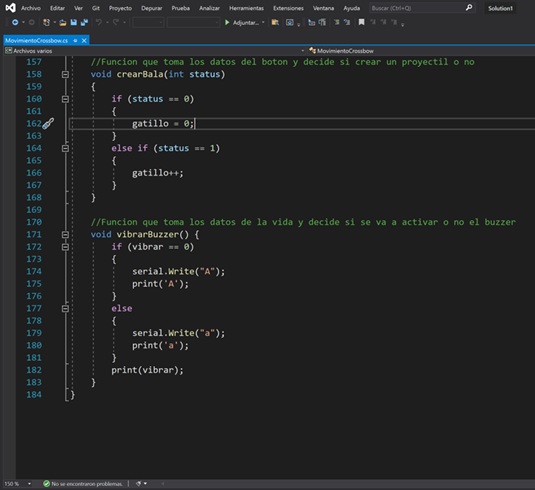 Archivo Editar Ver Git Proyecto Depurar Prueba Analizar Herramientas Extensiones Ventana Ayuda Buscar (Ctrl+Q) Solution1
Adjuntar...
MovimientoCrossbow.cs
Archivos varios MovimientoCrossbow
157 //Funcion que toma los datos del boton y decide si crear un proyectil o no
158 void crearBala(int status)
159 {
160 if (status == 0)
161 {
162 gatillo = 0;
163 }
164 else if (status == 1)
165 {
166 gatillo++;
167 }
168 }
169
170 //Funcion que toma los datos de la vida y decide si se va a activar o no el buzzer
171 void vibrarBuzzer() {
172 if (vibrar == 0)
173 {
174 serial.Write("A");
175 print('A');
176 }
177 else
178 {
179 serial.Write("a");
180 print('a');
181 }
182 print(vibrar);
183 }
184 }
150 % No se encontraron problemas.